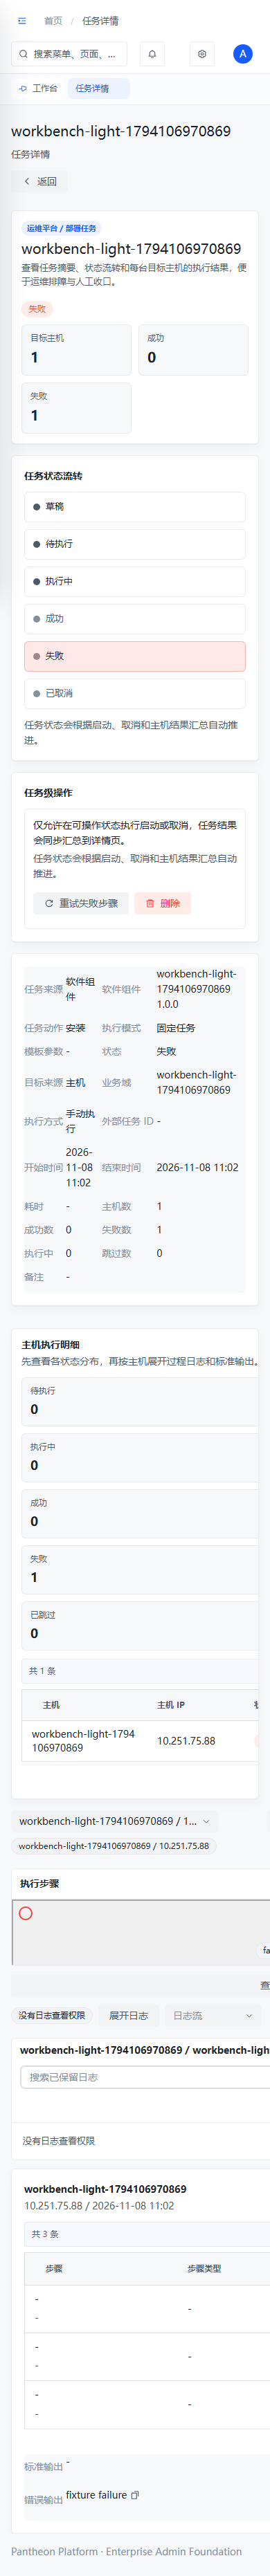 首页 / 任务详情
搜索菜单、页面、...
A
工作台 任务详情
workbench-light-1794106970869
任务详情
返回
运维平台 / 部署任务
workbench-light-1794106970869
查看任务摘要、状态流转和每台目标主机的执行结果，便
于运维排障与人工收口。
失败
目标主机
1
成功
0
失败
1
任务状态流转
草稿
待执行
执行中
成功
失败
已取消
任务状态会根据启动、取消和主机结果汇总自动推
进。
任务级操作
仅允许在可操作状态执行启动或取消，任务结果
会同步汇总到详情页。
任务状态会根据启动、取消和主机结果汇总自动
推进。
重试失败步骤 删除
任务来源 软件组件 软件组件 workbench-light-1794106970869 1.0.0
任务动作 安装 执行模式 固定任务
模板参数 - 状态 失败
目标来源 主机 业务域 workbench-light-1794106970869
执行方式 手动执行 外部任务 ID -
开始时间 2026-11-08 11:02 结束时间 2026-11-08 11:02
耗时 - 主机数 1
成功数 0 失败数 1
执行中 0 跳过数 0
备注 -
主机执行明细
先查看各状态分布，再按主机展开过程日志和标准输出。
待执行
0
执行中
0
成功
0
失败
1
已跳过
0
共 1 条
主机 主机 IP
workbench-light-1794106970869 10.251.75.88
workbench-light-1794106970869 / 1...
workbench-light-1794106970869 / 10.251.75.88
执行步骤
fa
查
没有日志查看权限 展开日志 日志流
workbench-light-1794106970869 / workbench-light
搜索已保留日志
没有日志查看权限
workbench-light-1794106970869
10.251.75.88 / 2026-11-08 11:02
共 3 条
步骤 步骤类型
-
- -
-
- -
-
- -
标准输出 -
错误输出 fixture failure
Pantheon Platform · Enterprise Admin Foundation